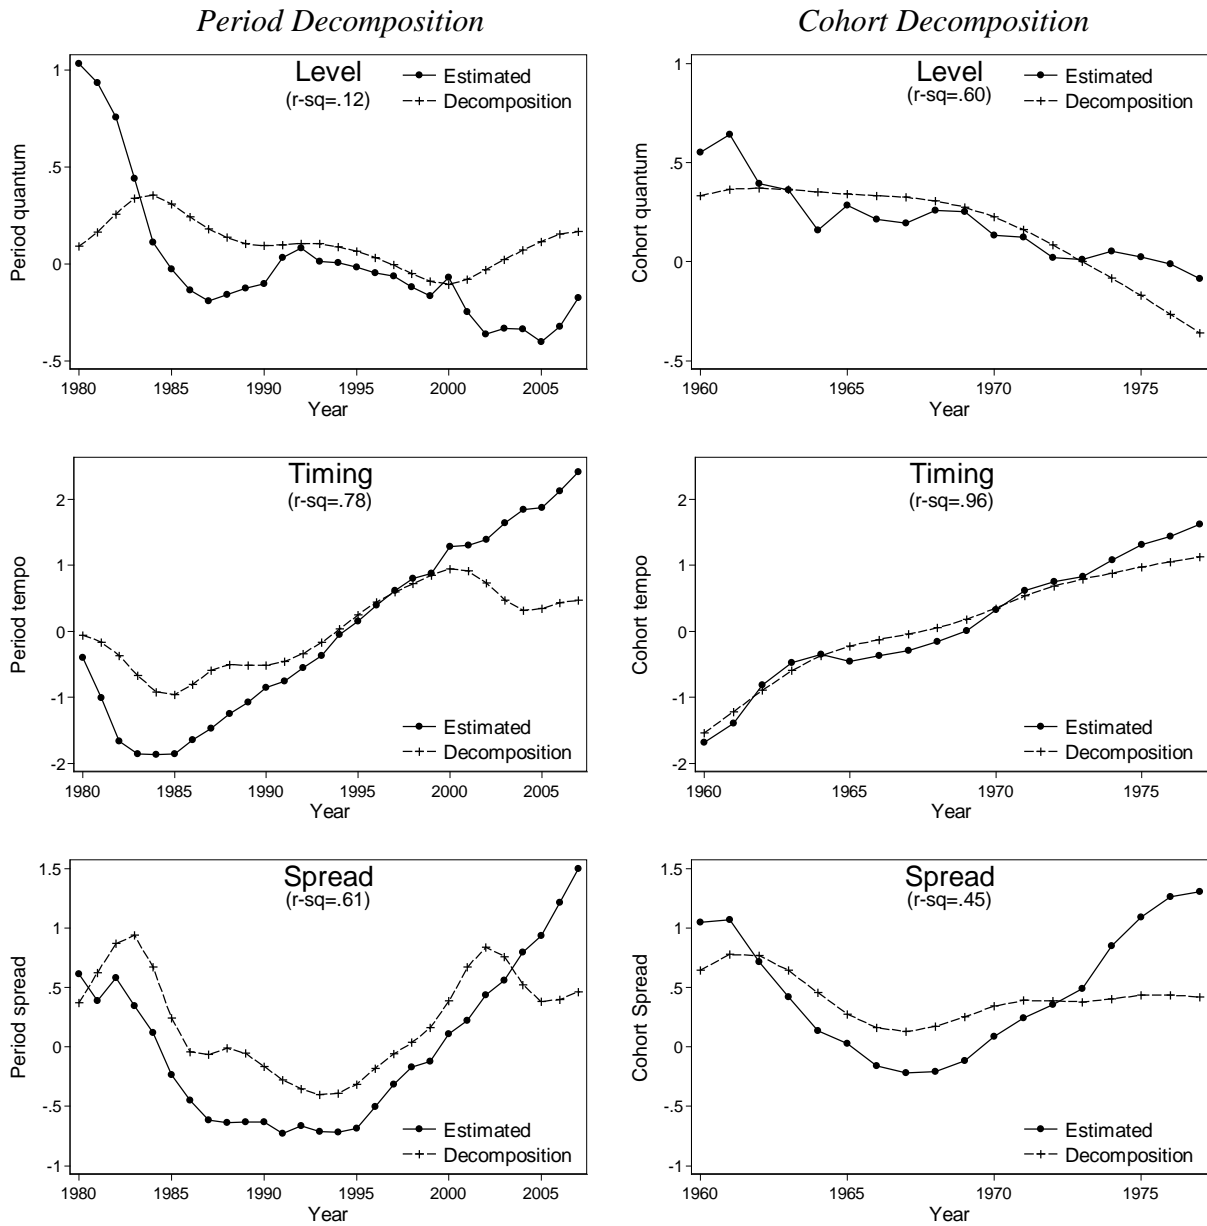 Period Decomposition
Cohort Decomposition
Level
(r-sq=.12)
Estimated
Decomposition
Period quantum
1
.5
0
-.5
1980 1985 1990 1995 2000 2005
Year
Level
(r-sq=.60)
Estimated
Decomposition
Cohort quantum
1
.5
0
-.5
1960 1965 1970 1975
Year
Timing
(r-sq=.78)
Period tempo
2
1
0
-1
-2
Estimated
Decomposition
1980 1985 1990 1995 2000 2005
Year
Timing
(r-sq=.96)
Cohort tempo
2
1
0
-1
-2
Estimated
Decomposition
1960 1965 1970 1975
Year
Spread
(r-sq=.61)
Period spread
1.5
1
.5
0
-.5
-1
Estimated
Decomposition
1980 1985 1990 1995 2000 2005
Year
Spread
(r-sq=.45)
Cohort Spread
1.5
1
.5
0
-.5
-1
Estimated
Decomposition
1960 1965 1970 1975
Year